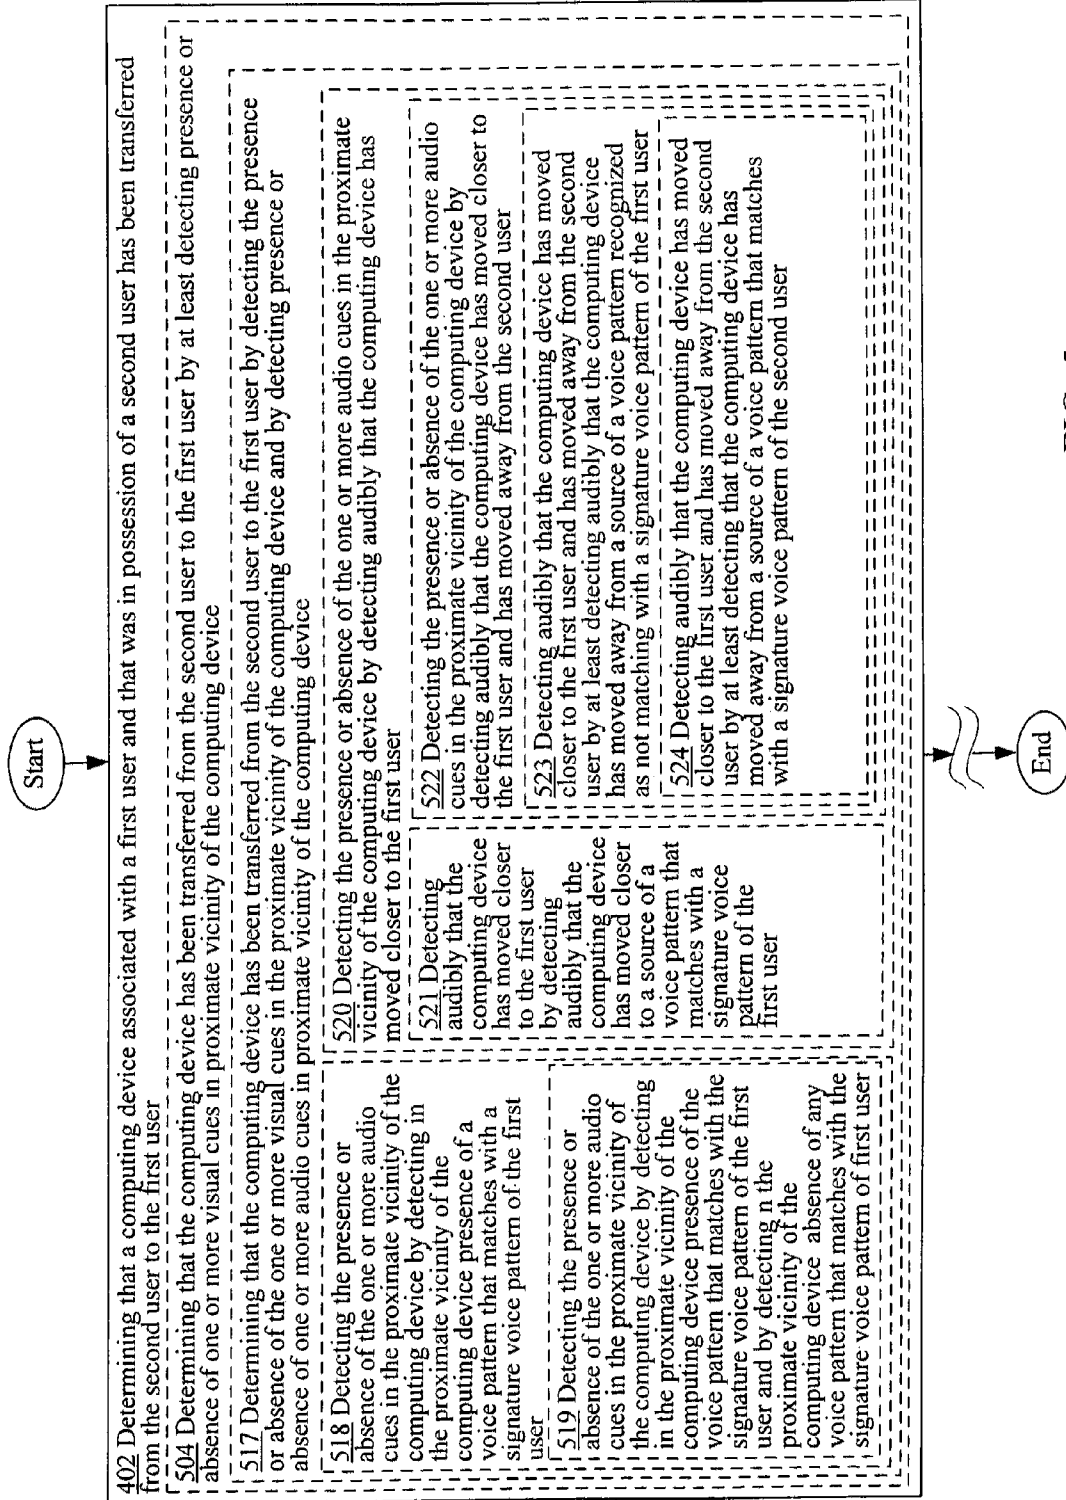 Start
402 Determining that a computing device associated with a first user and that was in possession of a second user has been transferred
from the second user to the first user
504 Determining that the computing device has been transferred from the second user to the first user by at least detecting presence or
absence of one or more visual cues in proximate vicinity of the computing device
517 Determining that the computing device has been transferred from the second user to the first user by detecting the presence
or absence of the one or more visual cues in the proximate vicinity of the computing device and by detecting presence or
absence of one or more audio cues in proximate vicinity of the computing device
518 Detecting the presence or
absence of the one or more audio
cues in the proximate vicinity of the
computing device by detecting in
the proximate vicinity of the
computing device presence of a
voice pattern that matches with a
signature voice pattern of the first
user
519 Detecting the presence or
absence of the one or more audio
cues in the proximate vicinity of
the computing device by detecting
in the proximate vicinity of the
computing device presence of the
voice pattern that matches with the
signature voice pattern of the first
user and by detecting n the
proximate vicinity of the
computing device absence of any
voice pattern that matches with the
signature voice pattern of first user
520 Detecting the presence or absence of the one or more audio cues in the proximate
vicinity of the computing device by detecting audibly that the computing device has
moved closer to the first user
521 Detecting
audibly that the
computing device
has moved closer
to the first user
by detecting
audibly that the
computing device
has moved closer
to a source of a
voice pattern that
matches with a
signature voice
pattern of the
first user
522 Detecting the presence or absence of the one or more audio
cues in the proximate vicinity of the computing device by
detecting audibly that the computing device has moved closer to
the first user and has moved away from the second user
523 Detecting audibly that the computing device has moved
closer to the first user and has moved away from the second
user by at least detecting audibly that the computing device
has moved away from a source of a voice pattern recognized
as not matching with a signature voice pattern of the first user
524 Detecting audibly that the computing device has moved
closer to the first user and has moved away from the second
user by at least detecting that the computing device has
moved away from a source of a voice pattern that matches
with a signature voice pattern of the second user
End